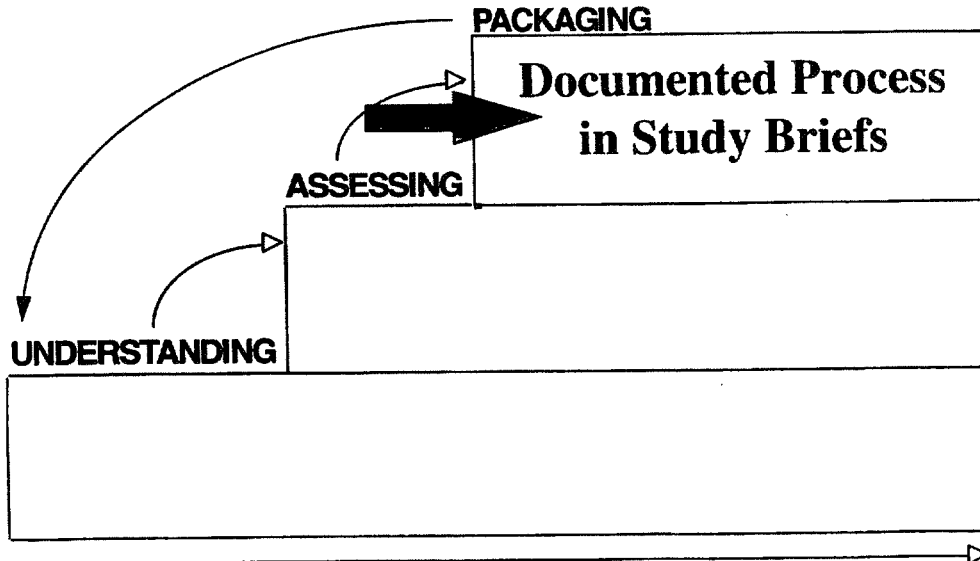 PACKAGING
Documented Process
in Study Briefs
ASSESSING
UNDERSTANDING